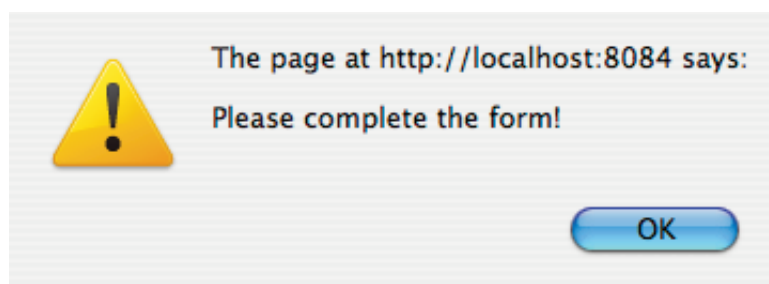 The page at http://localhost:8084 says:
Please complete the form!
OK